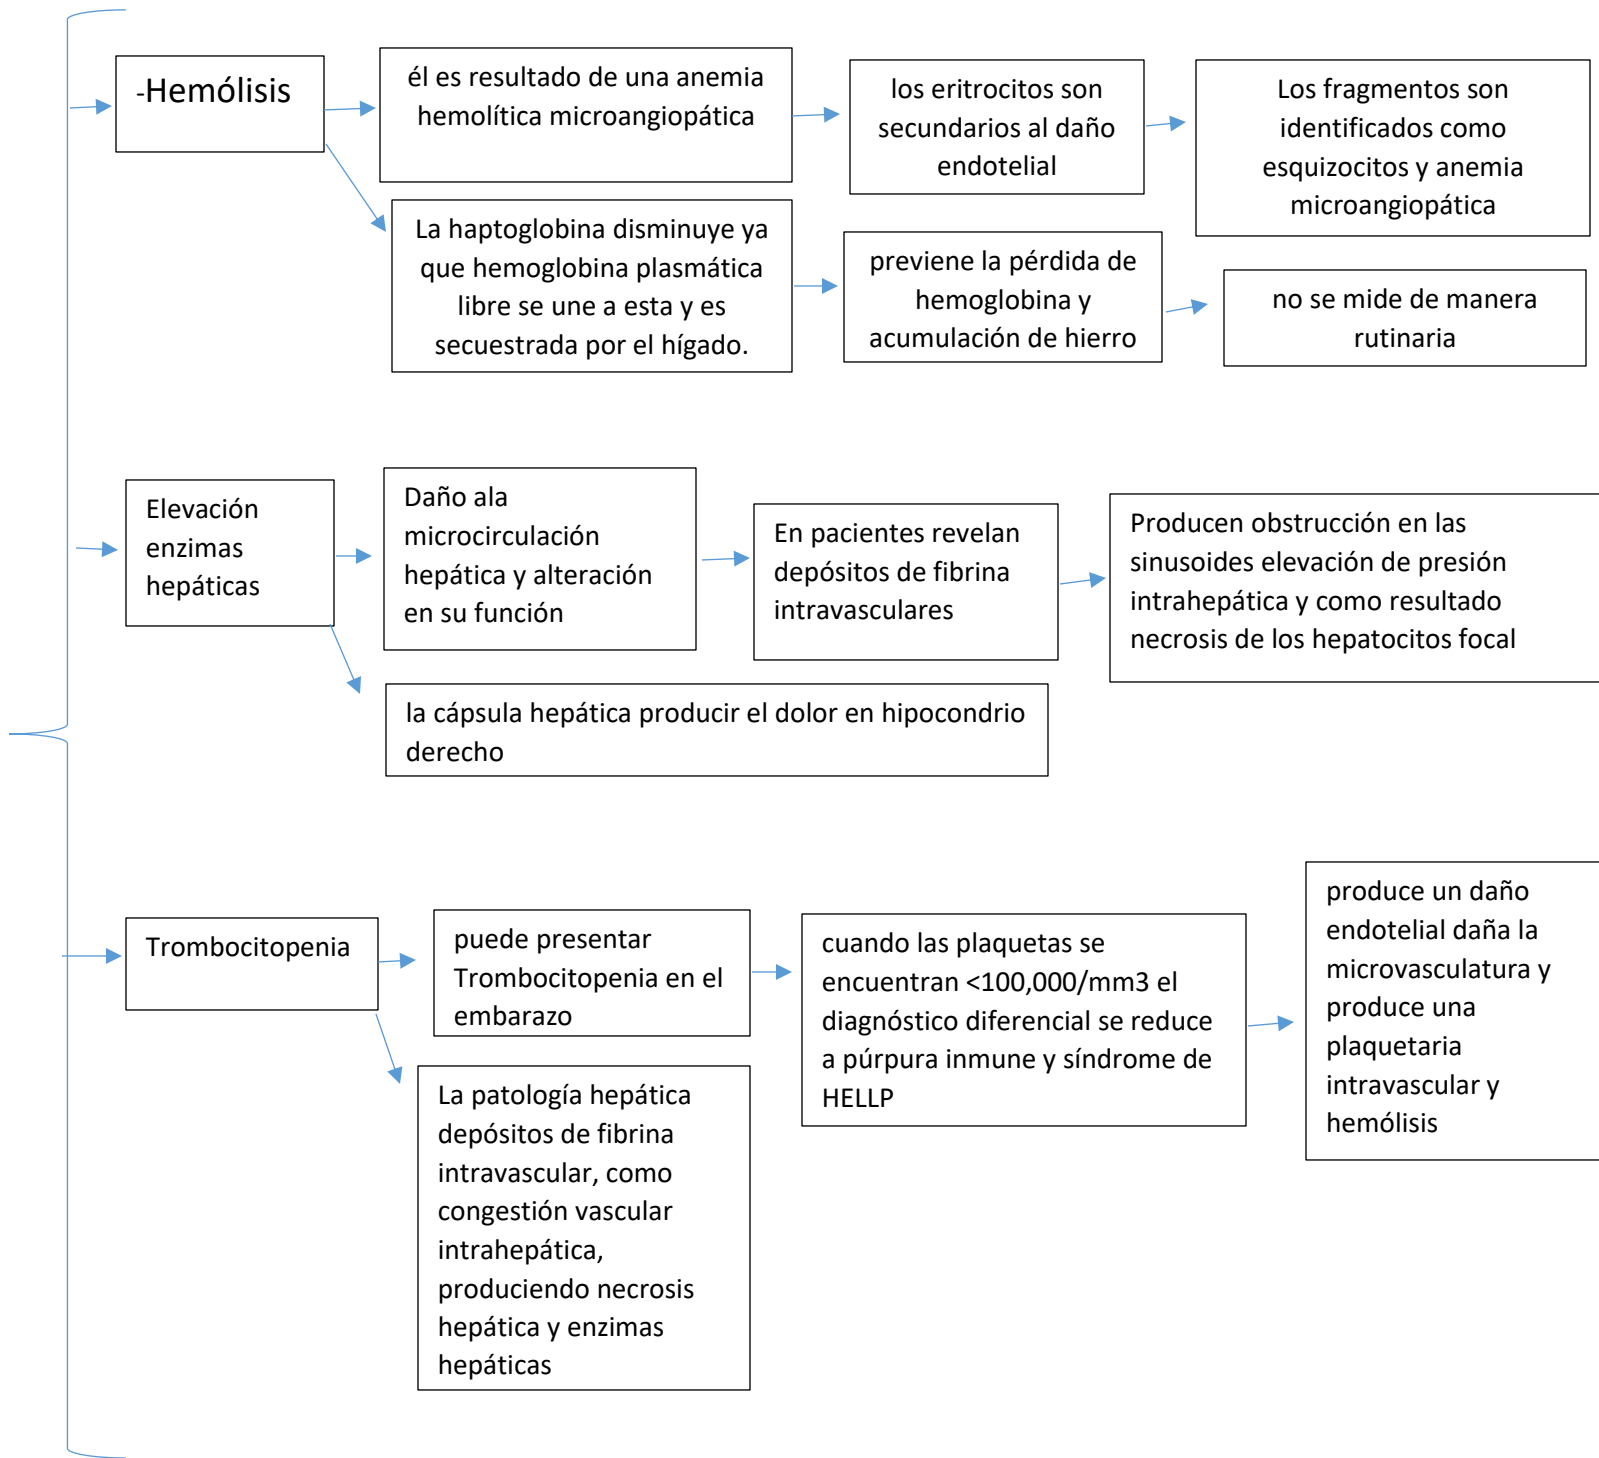 -Hemólisis
él es resultado de una anemia
hemolítica microangiopática
los eritrocitos son
secundarios al daño
endotelial
Los fragmentos son
identificados como
esquizocitos y anemia
microangiopática
La haptoglobina disminuye ya
que hemoglobina plasmática
libre se une a esta y es
secuestrada por el hígado.
previene la pérdida de
hemoglobina y
acumulación de hierro
no se mide de manera
rutinaria
Elevación
enzimas
hepáticas
Daño ala
microcirculación
hepática y alteración
en su función
En pacientes revelan
depósitos de fibrina
intravasculares
Producen obstrucción en las
sinusoides elevación de presión
intrahepática y como resultado
necrosis de los hepatocitos focal
la cápsula hepática producir el dolor en hipocondrio
derecho
Trombocitopenia
puede presentar
Trombocitopenia en el
embarazo
cuando las plaquetas se
encuentran <100,000/mm3 el
diagnóstico diferencial se reduce
a púrpura inmune y síndrome de
HELLP
produce un daño
endotelial daña la
microvasculatura y
produce una
plaquetaria
intravascular y
hemólisis
La patología hepática
depósitos de fibrina
intravascular, como
congestión vascular
intrahepática,
produciendo necrosis
hepática y enzimas
hepáticas